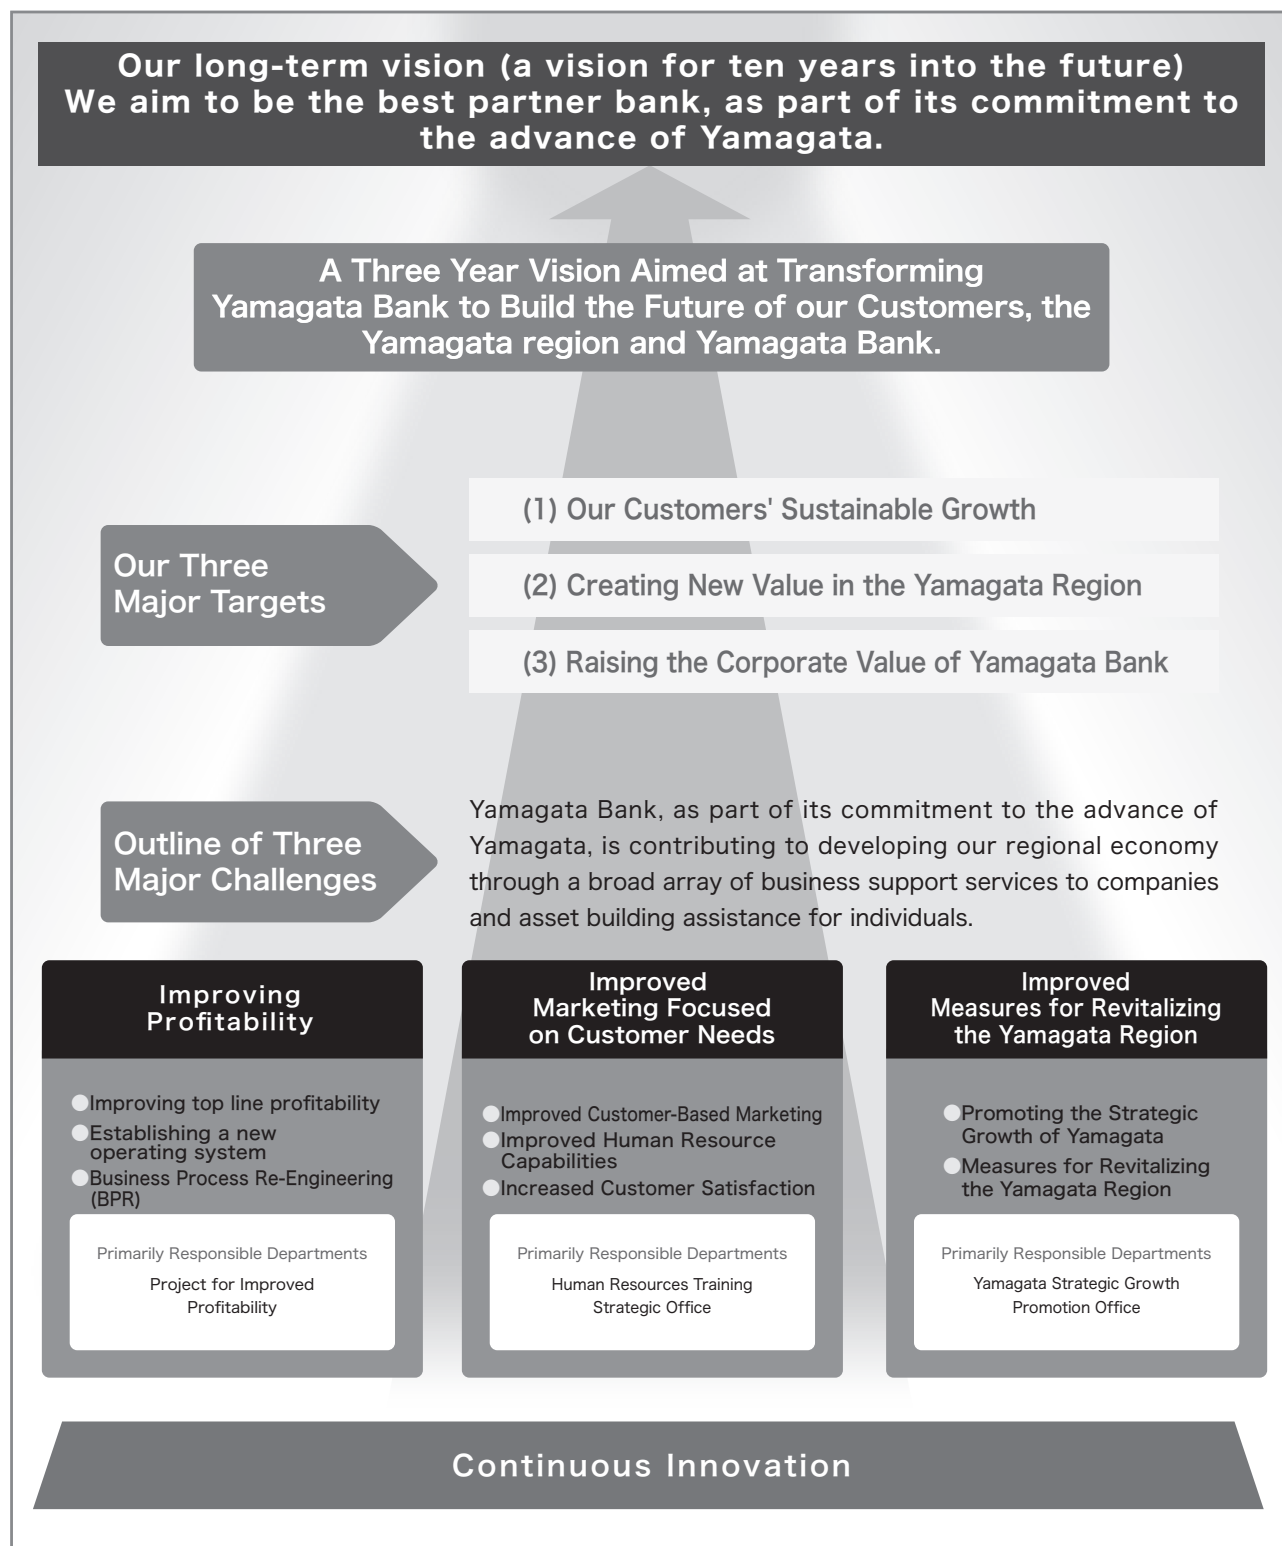 Our long-term vision (a vision for ten years into the future)
We aim to be the best partner bank, as part of its commitment to
the advance of Yamagata.
A Three Year Vision Aimed at Transforming
Yamagata Bank to Build the Future of our Customers, the
Yamagata region and Yamagata Bank.
Our Three
Major Targets
(1) Our Customers' Sustainable Growth
(2) Creating New Value in the Yamagata Region
(3) Raising the Corporate Value of Yamagata Bank
Outline of Three
Major Challenges
Yamagata Bank, as part of its commitment to the advance of
Yamagata, is contributing to developing our regional economy
through a broad array of business support services to companies
and asset building assistance for individuals.
Improving
Profitability
●Improving top line profitability
●Establishing a new
operating system
●Business Process Re-Engineering
(BPR)
Primarily Responsible Departments
Project for Improved
Profitability
Improved
Marketing Focused
on Customer Needs
●Improved Customer-Based Marketing
●Improved Human Resource
Capabilities
●Increased Customer Satisfaction
Primarily Responsible Departments
Human Resources Training
Strategic Office
Improved
Measures for Revitalizing
the Yamagata Region
●Promoting the Strategic
Growth of Yamagata
●Measures for Revitalizing
the Yamagata Region
Primarily Responsible Departments
Yamagata Strategic Growth
Promotion Office
Continuous Innovation